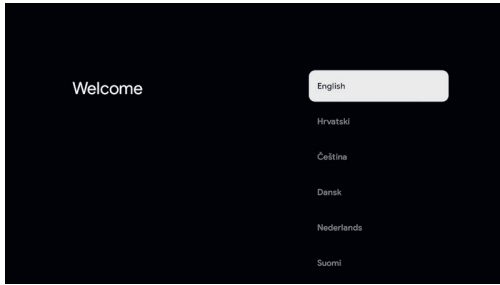 Welcome
English
Hrvatski
Čeština
Dansk
Nederlands
Suomi